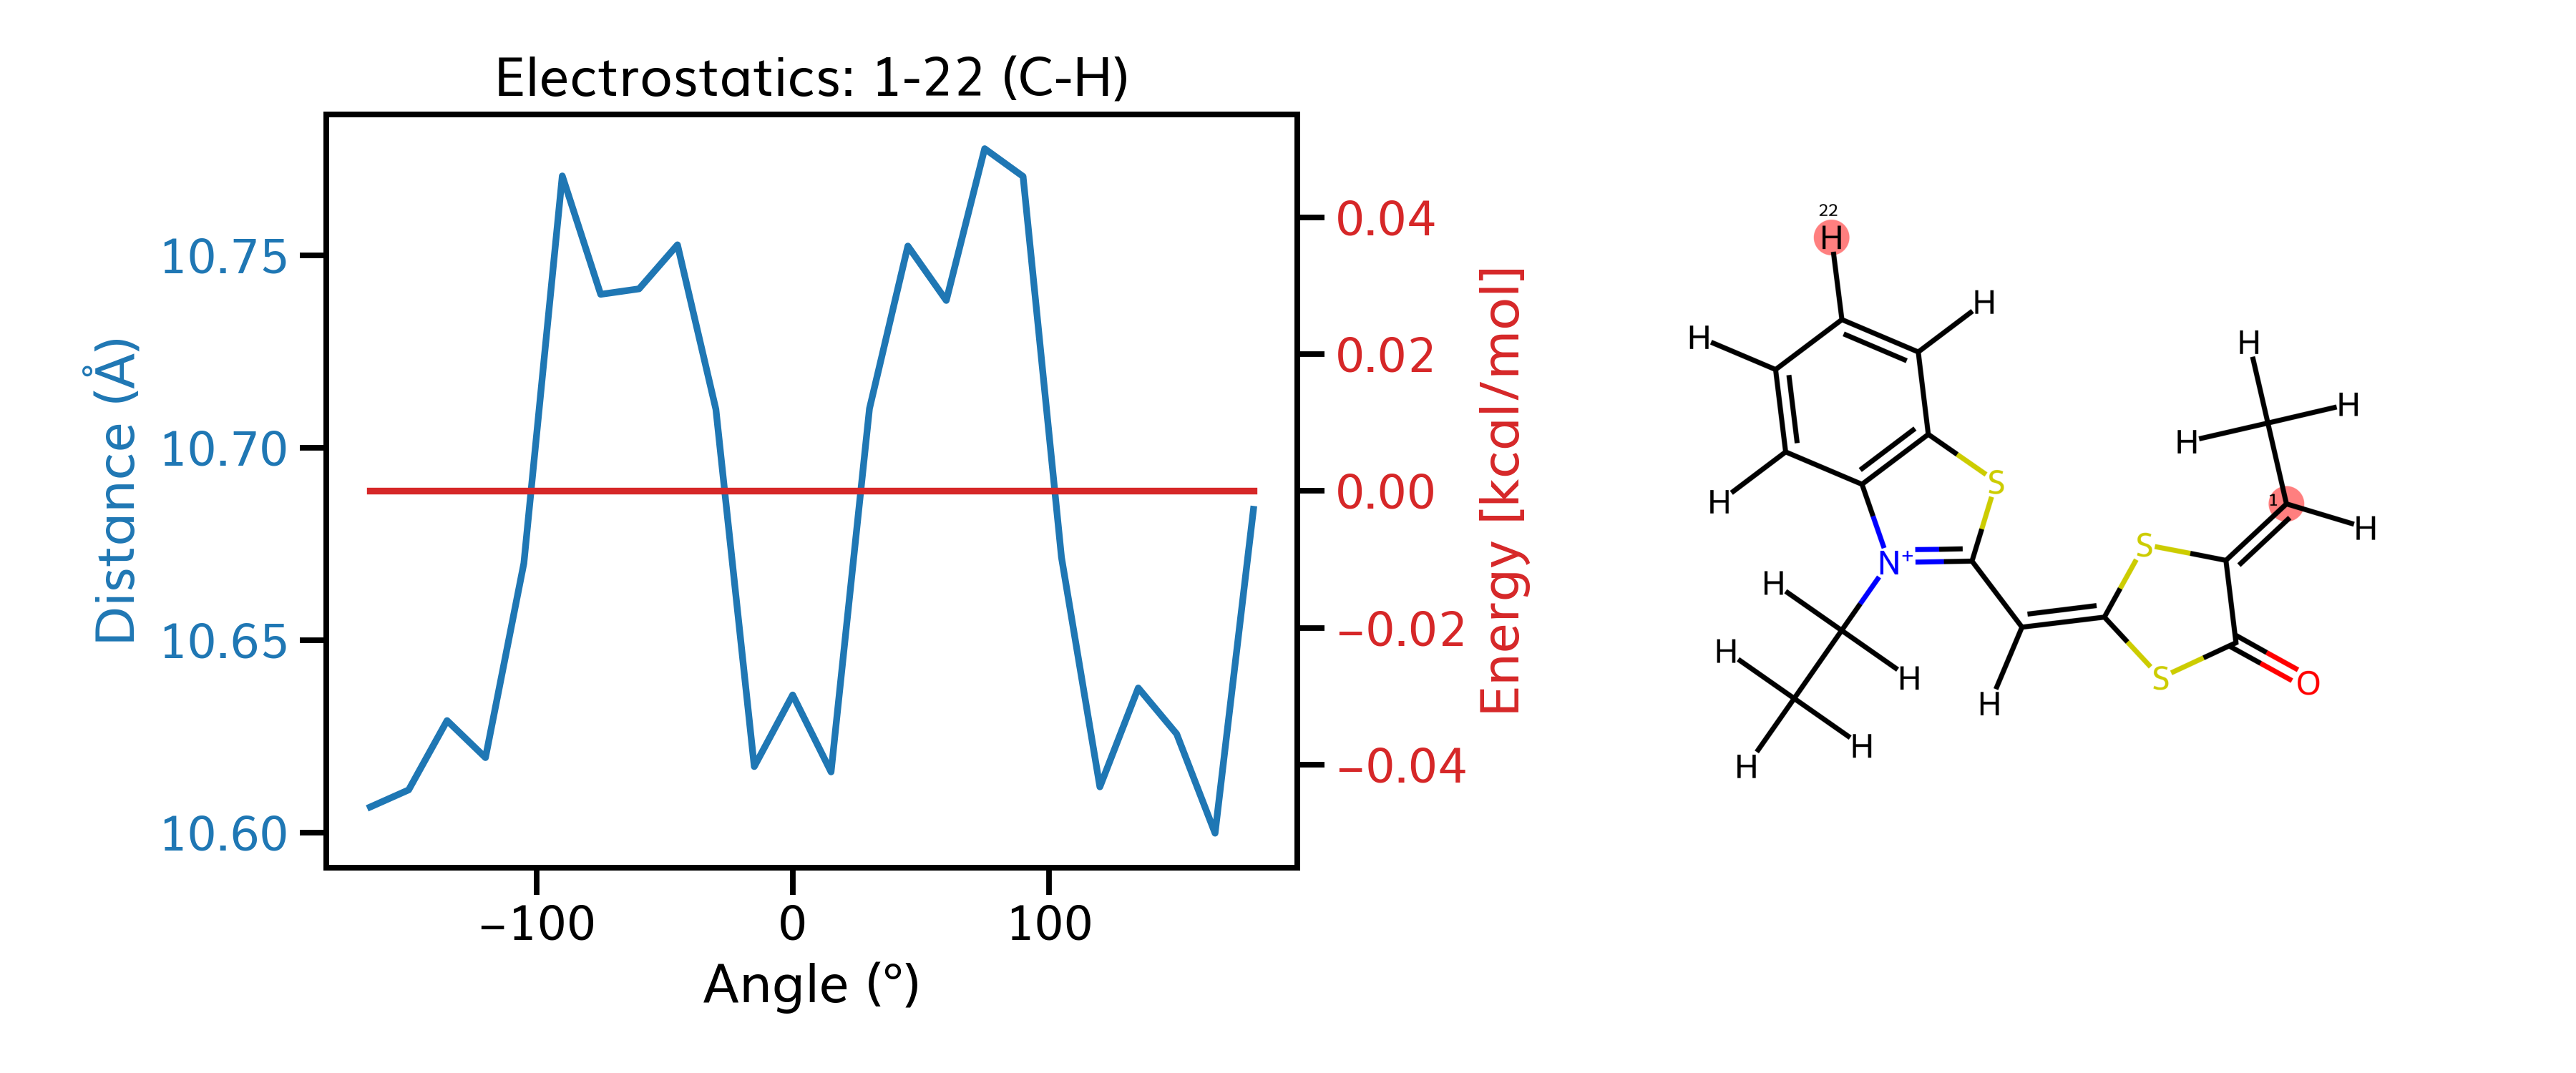 Electrostatics: 1-22 (C-H)
Distance (Å)
10.75
10.70
10.65
10.60
0.04
0.02
0.00
−0.02
−0.04
Energy [kcal/mol]
−100
0
100
Angle (°)
22
H
H
H
H
H
H
H
S
1
H
S
N+
H
H
H
S
H
O
H
H